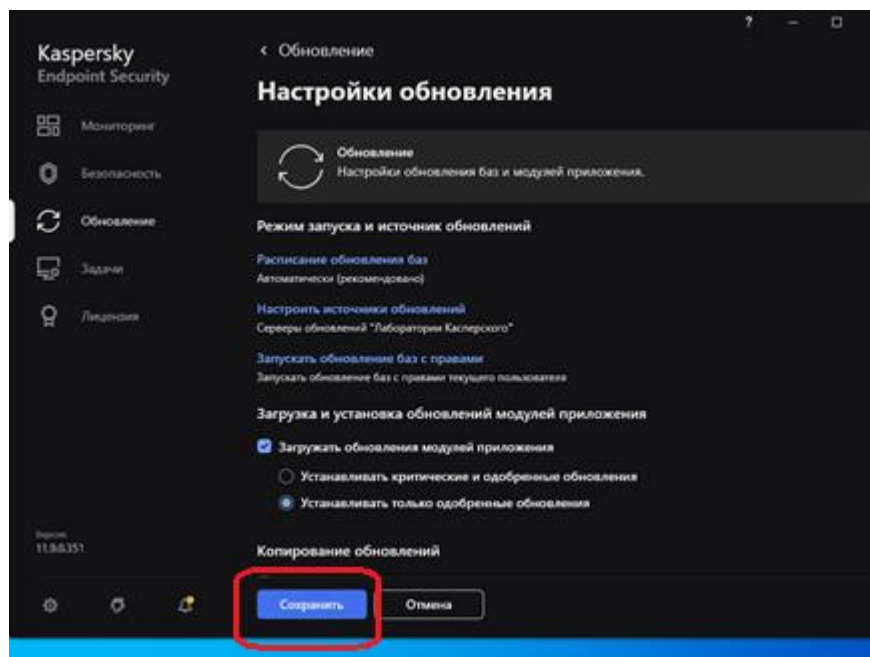 ?
Kaspersky
Endpoint Security
Мониторинг
Безопасность
Обновление
Задачи
Лицензия
Версия:
11.9.0.351
Обновление
Настройки обновления
Обновление
Настройки обновления баз и модулей приложения.
Режим запуска и источник обновлений
Расписание обновления баз
Автоматически (рекомендовано)
Настроить источники обновлений
Серверы обновлений "Лаборатории Касперского"
Запускать обновление баз с правами
Запускать обновление баз с правами текущего пользователя
Загрузка и установка обновлений модулей приложения
Загружать обновления модулей приложения
Устанавливать критические и одобренные обновления
Устанавливать только одобренные обновления
Копирование обновлений
Сохранить
Отмена